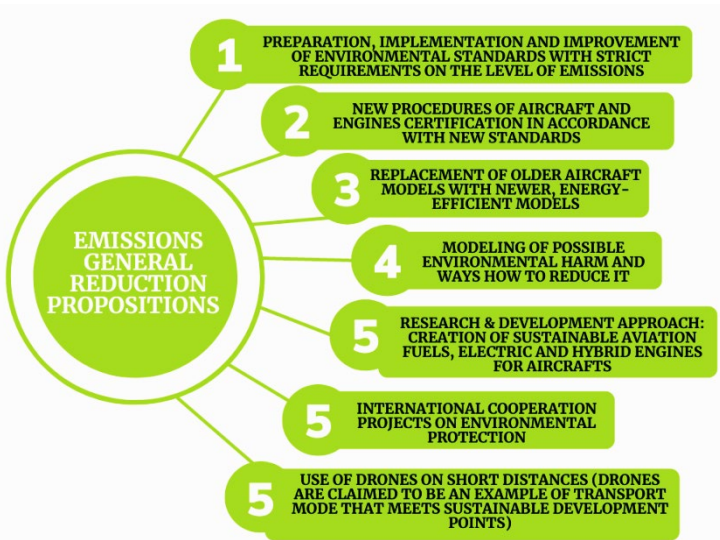 1
PREPARATION, IMPLEMENTATION AND IMPROVEMENT
OF ENVIRONMENTAL STANDARDS WITH STRICT
REQUIREMENTS ON THE LEVEL OF EMISSIONS
2
NEW PROCEDURES OF AIRCRAFT AND
ENGINES CERTIFICATION IN ACCORDANCE
WITH NEW STANDARDS
3
REPLACEMENT OF OLDER AIRCRAFT
MODELS WITH NEWER, ENERGY-
EFFICIENT MODELS
EMISSIONS
GENERAL
REDUCTION
PROPOSITIONS
4
MODELING OF POSSIBLE
ENVIRONMENTAL HARM AND
WAYS HOW TO REDUCE IT
5
RESEARCH & DEVELOPMENT APPROACH:
CREATION OF SUSTAINABLE AVIATION
FUELS, ELECTRIC AND HYBRID ENGINES
FOR AIRCRAFTS
5
INTERNATIONAL COOPERATION
PROJECTS ON ENVIRONMENTAL
PROTECTION
5
USE OF DRONES ON SHORT DISTANCES (DRONES
ARE CLAIMED TO BE AN EXAMPLE OF TRANSPORT
MODE THAT MEETS SUSTAINABLE DEVELOPMENT
POINTS)